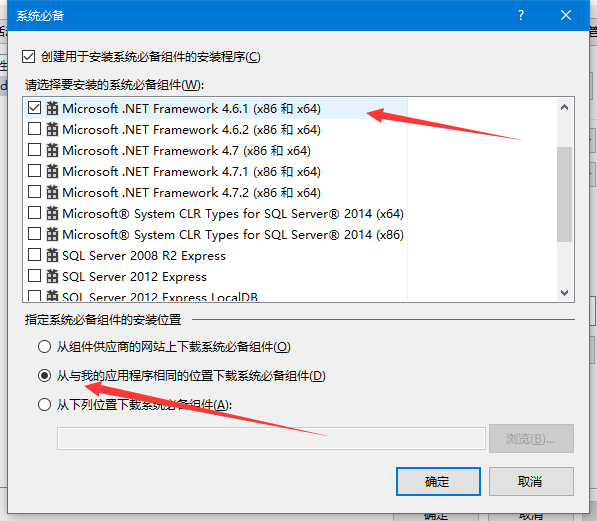 系统必备
创建用于安装系统必备组件的安装程序(C)
请选择要安装的系统必备组件(W):
Microsoft .NET Framework 4.6.1 (x86 和 x64)
Microsoft .NET Framework 4.6.2 (x86 和 x64)
Microsoft .NET Framework 4.7 (x86 和 x64)
Microsoft .NET Framework 4.7.1 (x86 和 x64)
Microsoft .NET Framework 4.7.2 (x86 和 x64)
Microsoft® System CLR Types for SQL Server® 2014 (x64)
Microsoft® System CLR Types for SQL Server® 2014 (x86)
SQL Server 2008 R2 Express
SQL Server 2012 Express
SQL Server 2012 Express LocalDB
指定系统必备组件的安装位置
从组件供应商的网站上下载系统必备组件(O)
从与我的应用程序相同的位置下载系统必备组件(D)
从下列位置下载系统必备组件(A):
浏览(B)...
确定
取消